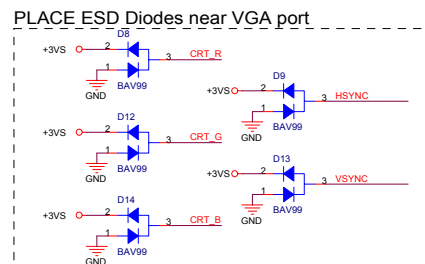 PLACE ESD Diodes near VGA port
D8
+3VS 2
3 CRT_R
1
BAV99
GND
D9
+3VS 2
3 HSYNC
1
BAV99
GND
D12
+3VS 2
3 CRT_G
1
BAV99
GND
D13
+3VS 2
3 VSYNC
1
BAV99
GND
D14
+3VS 2
3 CRT_B
1
BAV99
GND